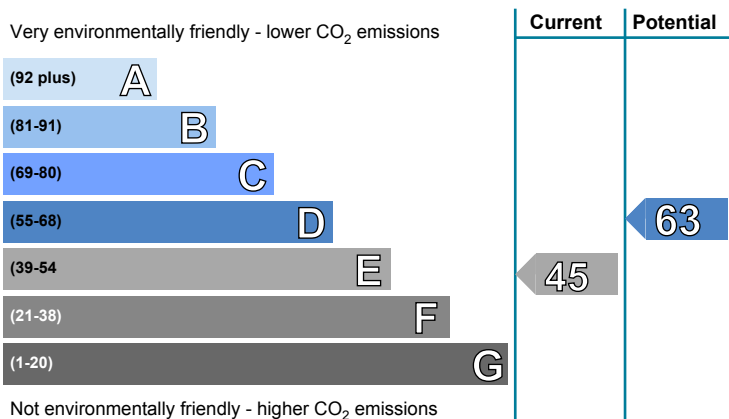 Very environmentally friendly - lower CO2 emissions
Current
Potential
(92 plus) A
(81-91) B
(69-80) C
(55-68) D
63
(39-54 E
45
(21-38) F
(1-20) G
Not environmentally friendly - higher CO2 emissions